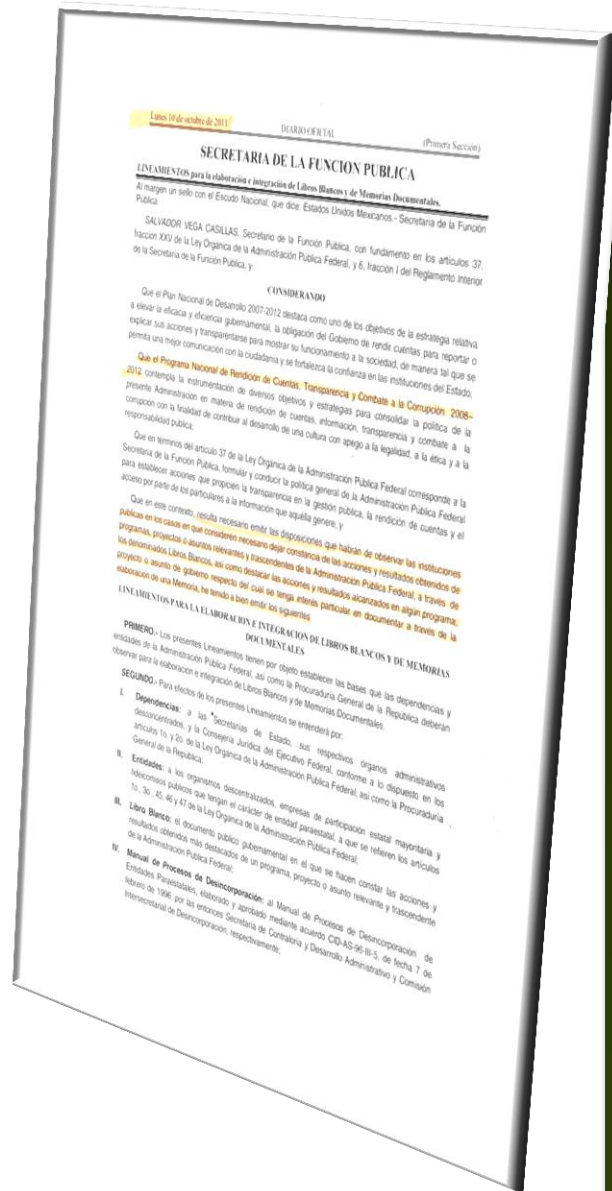 Lunes 10 de octubre de 2011 DIARIO OFICIAL (Primera Sección)
SECRETARIA DE LA FUNCION PUBLICA
LINEAMIENTOS para la elaboración e integración de Libros Blancos y de Memorias Documentales.
Al margen un sello con el Escudo Nacional, que dice: Estados Unidos Mexicanos.- Secretaría de la Función
Pública.
SALVADOR VEGA CASILLAS, Secretario de la Función Pública, con fundamento en los artículos 37,
fracción XXV de la Ley Orgánica de la Administración Pública Federal, y 6, fracción I del Reglamento Interior
de la Secretaría de la Función Pública, y
CONSIDERANDO
Que el Plan Nacional de Desarrollo 2007-2012 destaca como uno de los objetivos de la estrategia relativa
a elevar la eficacia y eficiencia gubernamental, la obligación del Gobierno de rendir cuentas para reportar o
explicar sus acciones y transparentarse para mostrar su funcionamiento a la sociedad, de manera tal que se
permita una mejor comunicación con la ciudadanía y se fortalezca la confianza en las instituciones del Estado;
Que el Programa Nacional de Rendición de Cuentas, Transparencia y Combate a la Corrupción 2008-
2012 contempla la instrumentación de diversos objetivos y estrategias para consolidar la política de la
presente Administración en materia de rendición de cuentas, información, transparencia y combate a la
corrupción con la finalidad de contribuir al desarrollo de una cultura con apego a la legalidad, a la ética y a la
responsabilidad pública;
Que en términos del artículo 37 de la Ley Orgánica de la Administración Pública Federal corresponde a la
Secretaría de la Función Pública, formular y conducir la política general de la Administración Pública Federal
para establecer acciones que propicien la transparencia en la gestión pública, la rendición de cuentas y el
acceso por parte de los particulares a la información que aquélla genere, y
Que en este contexto, resulta necesario emitir las disposiciones que habrán de observar las instituciones
públicas en los casos en que consideren necesario dejar constancia de las acciones y resultados obtenidos de
programas, proyectos o asuntos relevantes y trascendentes de la Administración Pública Federal, a través de
los denominados Libros Blancos, así como destacar las acciones y resultados alcanzados en algún programa,
proyecto o asunto de gobierno respecto del cual se tenga interés particular en documentar a través de la
elaboración de una Memoria, he tenido a bien emitir los siguientes
LINEAMIENTOS PARA LA ELABORACION E INTEGRACION DE LIBROS BLANCOS Y DE MEMORIAS
DOCUMENTALES
PRIMERO.- Los presentes Lineamientos tienen por objeto establecer las bases que las dependencias y
entidades de la Administración Pública Federal, así como la Procuraduría General de la República deberán
observar para la elaboración e integración de Libros Blancos y de Memorias Documentales.
SEGUNDO.- Para efectos de los presentes Lineamientos se entenderá por:
I. Dependencias: a las Secretarías de Estado, sus respectivos órganos administrativos
desconcentrados, y la Consejería Jurídica del Ejecutivo Federal, conforme a lo dispuesto en los
artículos 1o. y 2o. de la Ley Orgánica de la Administración Pública Federal, así como la Procuraduría
General de la República;
II. Entidades: a los organismos descentralizados, empresas de participación estatal mayoritaria y
fideicomisos públicos que tengan el carácter de entidad paraestatal, a que se refieren los artículos
1o., 3o., 45, 46 y 47 de la Ley Orgánica de la Administración Pública Federal;
III. Libro Blanco: el documento público gubernamental en el que se hacen constar las acciones y
resultados obtenidos más destacados de un programa, proyecto o asunto relevante y trascendente
de la Administración Pública Federal;
IV. Manual de Procesos de Desincorporación: al Manual de Procesos de Desincorporación de
Entidades Paraestatales, elaborado y aprobado mediante acuerdo CID-AS-96-III-5, de fecha 7 de
febrero de 1996, por las entonces Secretaría de Contraloría y Desarrollo Administrativo y Comisión
Intersecretarial de Desincorporación, respectivamente;